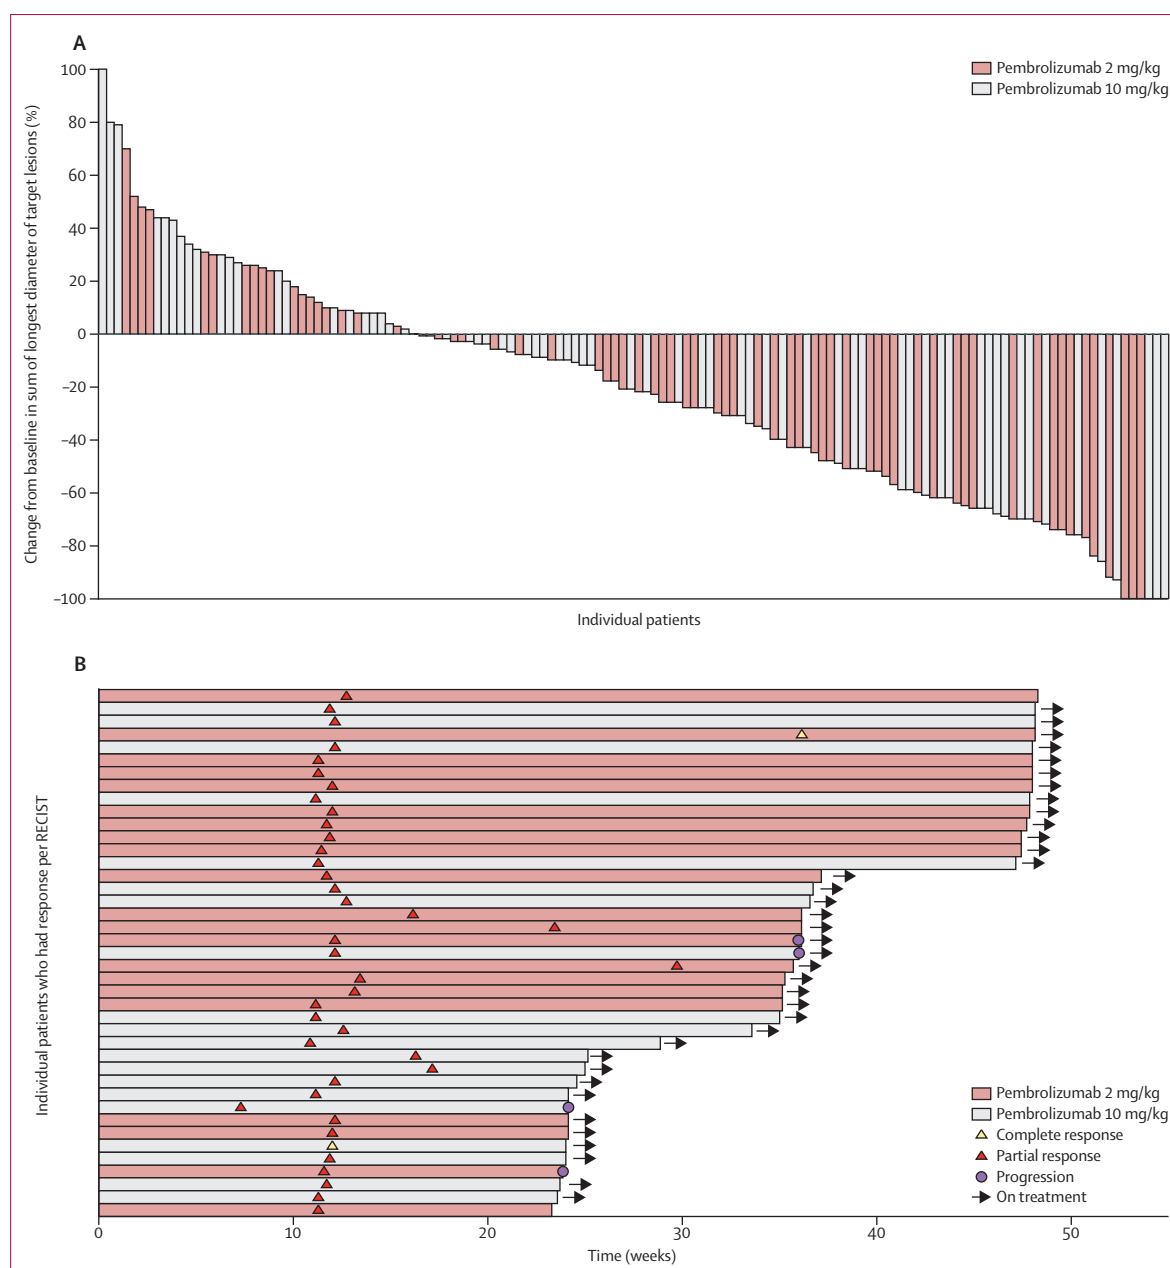 A
Pembrolizumab 2 mg/kg
Pembrolizumab 10 mg/kg
Change from baseline in sum of longest diameter of target lesions (%)
100
80
60
40
20
0
–20
–40
–60
–80
–100
Individual patients
B
Individual patients who had response per RECIST
Pembrolizumab 2 mg/kg
Pembrolizumab 10 mg/kg
Complete response
Partial response
Progression
On treatment
0 10 20 30 40 50
Time (weeks)